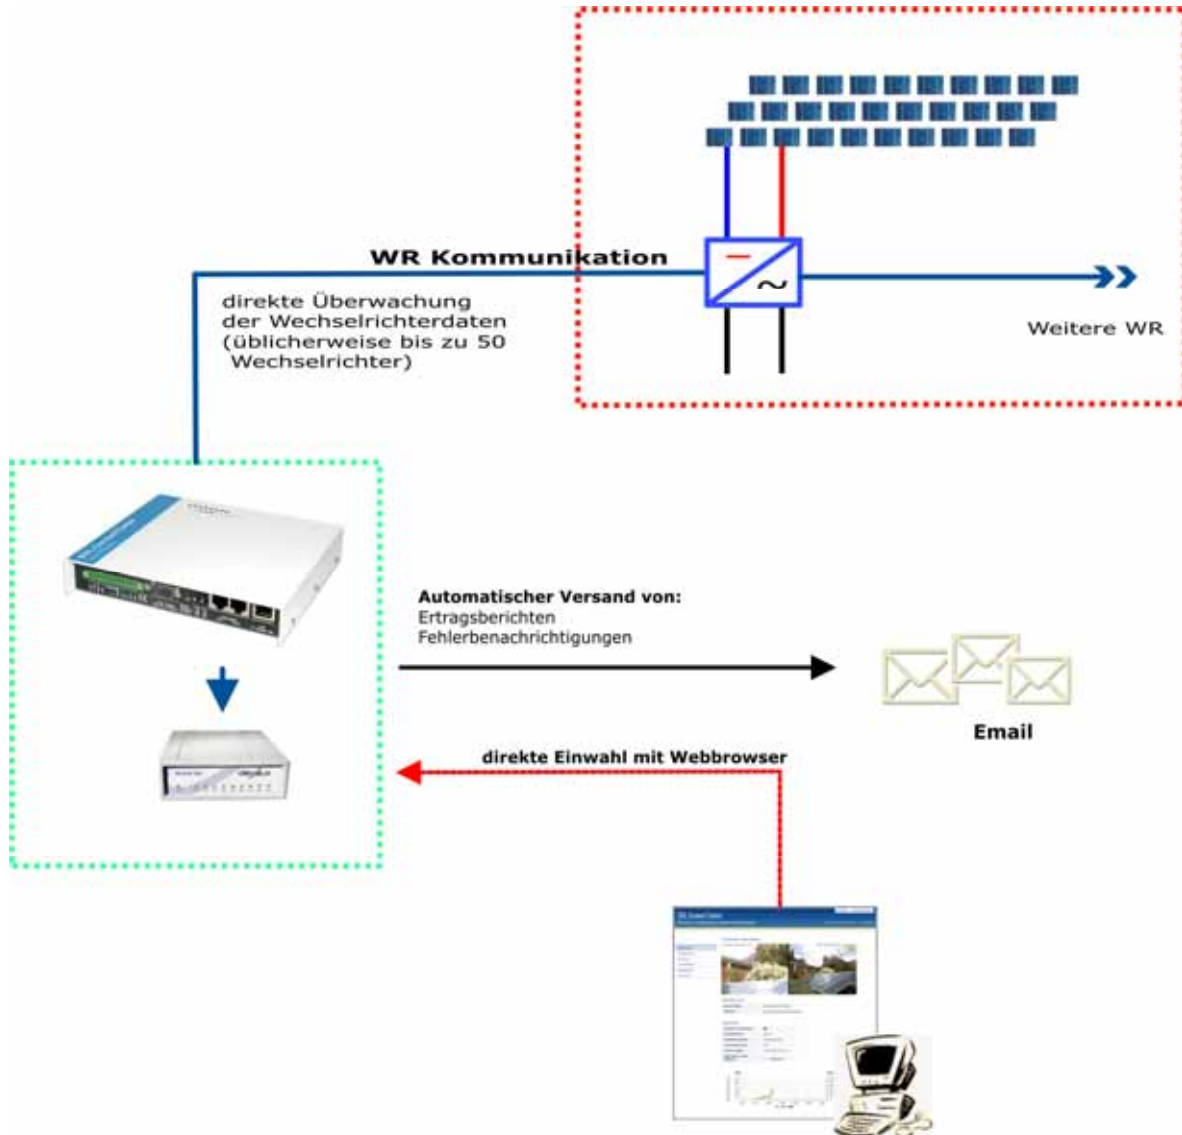 WR Kommunikation
direkte Überwachung
der Wechselrichterdaten
(üblicherweise bis zu 50
Wechselrichter)
Weitere WR
Automatischer Versand von:
Ertragsberichten
Fehlerbenachrichtigungen
Email
direkte Einwahl mit Webbrowser